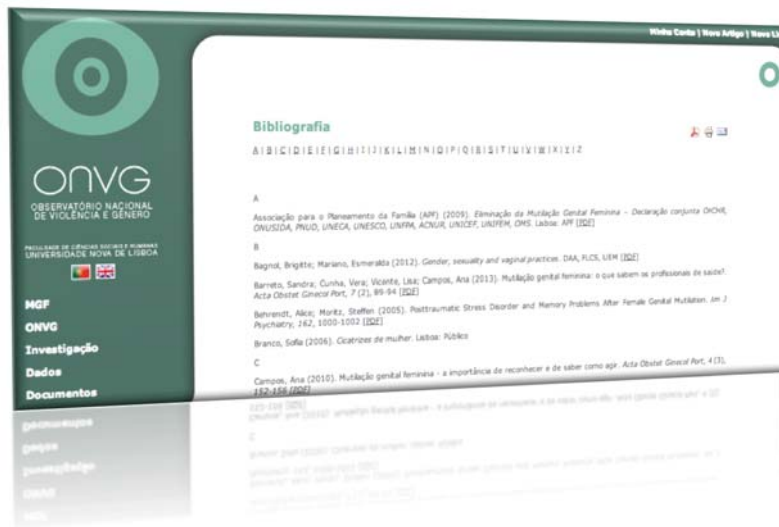 Minha Conta | Novo Artigo |
ONVG
OBSERVATÓRIO NACIONAL
DE VIOLÊNCIA E GÉNERO
FACULDADE DE CIÊNCIAS SOCIAIS E HUMANAS
UNIVERSIDADE NOVA DE LISBOA
MGF
ONVG
Investigação
Dados
Documentos
Bibliografia
A | B | C | D | E | F | G | H | I | J | K | L | M | N | O | P | Q | R | S | T | U | V | W | X | Y | Z
A
Associação para o Planeamento da Família (APF) (2009). Eliminação da Mutilação Genital Feminina - Declaração conjunta OHCHR,
ONUSIDA, PNUD, UNECA, UNESCO, UNFPA, ACNUR, UNICEF, UNIFEM, OMS. Lisboa: APF [PDF]
B
Bagnol, Brigitte; Mariano, Esmeralda (2012). Gender, sexuality and vaginal practices. DAA, FLCS, UEM [PDF]
Barreto, Sandra; Cunha, Vera; Vicente, Lisa; Campos, Ana (2013). Mutilação genital feminina: o que sabem os profissionais de saúde?.
Acta Obstet Ginecol Port, 7 (2), 89-94 [PDF]
Behrendt, Alice; Moritz, Steffen (2005). Posttraumatic Stress Disorder and Memory Problems After Female Genital Mutilation. Am J
Psychiatry, 162, 1000-1002 [PDF]
Branco, Sofia (2006). Cicatrizes de mulher. Lisboa: Público
C
Campos, Ana (2010). Mutilação genital feminina - a importância de reconhecer e de saber como agir. Acta Obstet Ginecol Port, 4 (3),
152-156 [PDF]